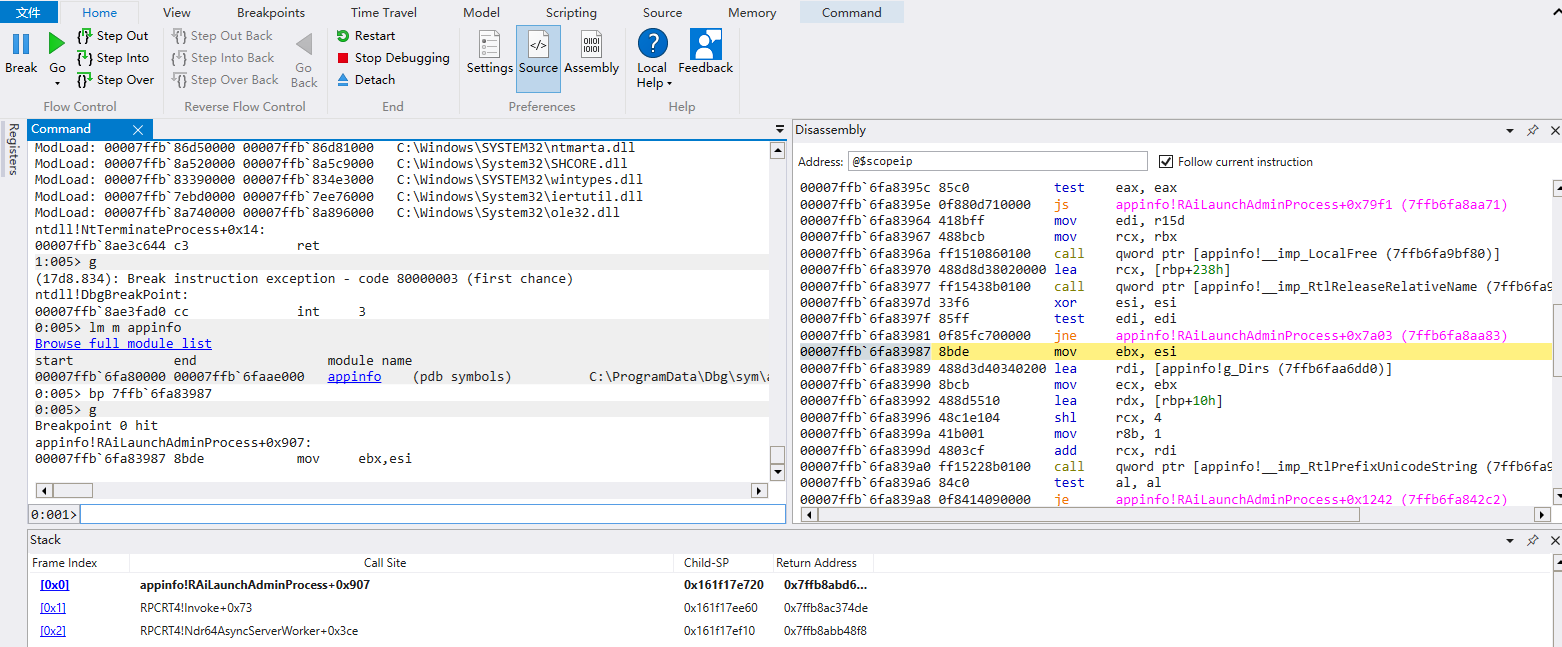 文件 Home View Breakpoints Time Travel Model Scripting Source Memory Command
Break Go Step Out Step Into Step Over
Flow Control
Step Out Back Step Into Back Step Over Back Go Back
Reverse Flow Control
Restart Stop Debugging Detach
End
Settings Source Assembly
Preferences
Local Help Feedback
Help
Registers
Command
ModLoad: 00007ffb`86d50000 00007ffb`86d81000   C:\Windows\SYSTEM32\ntmarta.dll
ModLoad: 00007ffb`8a520000 00007ffb`8a5c9000   C:\Windows\System32\SHCORE.dll
ModLoad: 00007ffb`83390000 00007ffb`834e3000   C:\Windows\SYSTEM32\wintypes.dll
ModLoad: 00007ffb`7ebd0000 00007ffb`7ee76000   C:\Windows\System32\iertutil.dll
ModLoad: 00007ffb`8a740000 00007ffb`8a896000   C:\Windows\System32\ole32.dll
ntdll!NtTerminateProcess+0x14:
00007ffb`8ae3c644 c3 ret
1:005> g
(17d8.834): Break instruction exception - code 80000003 (first chance)
ntdll!DbgBreakPoint:
00007ffb`8ae3fad0 cc int 3
0:005> lm m appinfo
Browse full module list
start end module name
00007ffb`6fa80000 00007ffb`6faae000 appinfo (pdb symbols) C:\ProgramData\Dbg\sym\
0:005> bp 7ffb`6fa83987
0:005> g
Breakpoint 0 hit
appinfo!RAiLaunchAdminProcess+0x907:
00007ffb`6fa83987 8bde mov ebx,esi
0:001>
Disassembly
Address: @$scopeip Follow current instruction
00007ffb`6fa8395c 85c0 test eax, eax
00007ffb`6fa8395e 0f880d710000 js appinfo!RAiLaunchAdminProcess+0x79f1 (7ffb6fa8aa71)
00007ffb`6fa83964 418bff mov edi, r15d
00007ffb`6fa83967 488bcb mov rcx, rbx
00007ffb`6fa8396a ff1510860100 call qword ptr [appinfo!__imp_LocalFree (7ffb6fa9bf80)]
00007ffb`6fa83970 488d8d38020000 lea rcx, [rbp+238h]
00007ffb`6fa83977 ff15438b0100 call qword ptr [appinfo!__imp_RtlReleaseRelativeName (7ffb6fa9
00007ffb`6fa8397d 33f6 xor esi, esi
00007ffb`6fa8397f 85ff test edi, edi
00007ffb`6fa83981 0f85fc700000 jne appinfo!RAiLaunchAdminProcess+0x7a03 (7ffb6fa8aa83)
00007ffb`6fa83987 8bde mov ebx, esi
00007ffb`6fa83989 488d3d40340200 lea rdi, [appinfo!g_Dirs (7ffb6faa6dd0)]
00007ffb`6fa83990 8bcb mov ecx, ebx
00007ffb`6fa83992 488d5510 lea rdx, [rbp+10h]
00007ffb`6fa83996 48c1e104 shl rcx, 4
00007ffb`6fa8399a 41b001 mov r8b, 1
00007ffb`6fa8399d 4803cf add rcx, rdi
00007ffb`6fa839a0 ff15228b0100 call qword ptr [appinfo!__imp_RtlPrefixUnicodeString (7ffb6fa9
00007ffb`6fa839a6 84c0 test al, al
00007ffb`6fa839a8 0f8414090000 je appinfo!RAiLaunchAdminProcess+0x1242 (7ffb6fa842c2)
Stack
Frame Index Call Site Child-SP Return Address
[0x0] appinfo!RAiLaunchAdminProcess+0x907 0x161f17e720 0x7ffb8abd6...
[0x1] RPCRT4!Invoke+0x73 0x161f17ee60 0x7ffb8ac374de
[0x2] RPCRT4!Ndr64AsyncServerWorker+0x3ce 0x161f17ef10 0x7ffb8abb48f8